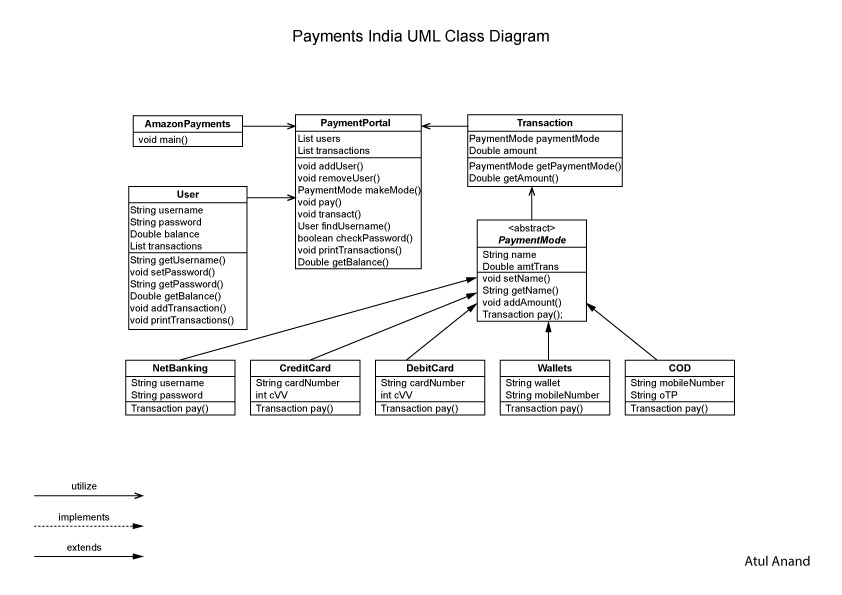 Payments India UML Class Diagram
AmazonPayments
void main()
PaymentPortal
List users
List transactions
void addUser()
void removeUser()
PaymentMode makeMode()
void pay()
void transact()
User findUsername()
boolean checkPassword()
void printTransactions()
Double getBalance()
Transaction
PaymentMode paymentMode
Double amount
PaymentMode getPaymentMode()
Double getAmount()
User
String username
String password
Double balance
List transactions
String getUsername()
void setPassword()
String getPassword()
Double getBalance()
void addTransaction()
void printTransactions()
<abstract>
PaymentMode
String name
Double amtTrans
void setName()
String getName()
void addAmount()
Transaction pay();
NetBanking
String username
String password
Transaction pay()
CreditCard
String cardNumber
int cVV
Transaction pay()
DebitCard
String cardNumber
int cVV
Transaction pay()
Wallets
String wallet
String mobileNumber
Transaction pay()
COD
String mobileNumber
String oTP
Transaction pay()
utilize
implements
extends
Atul Anand